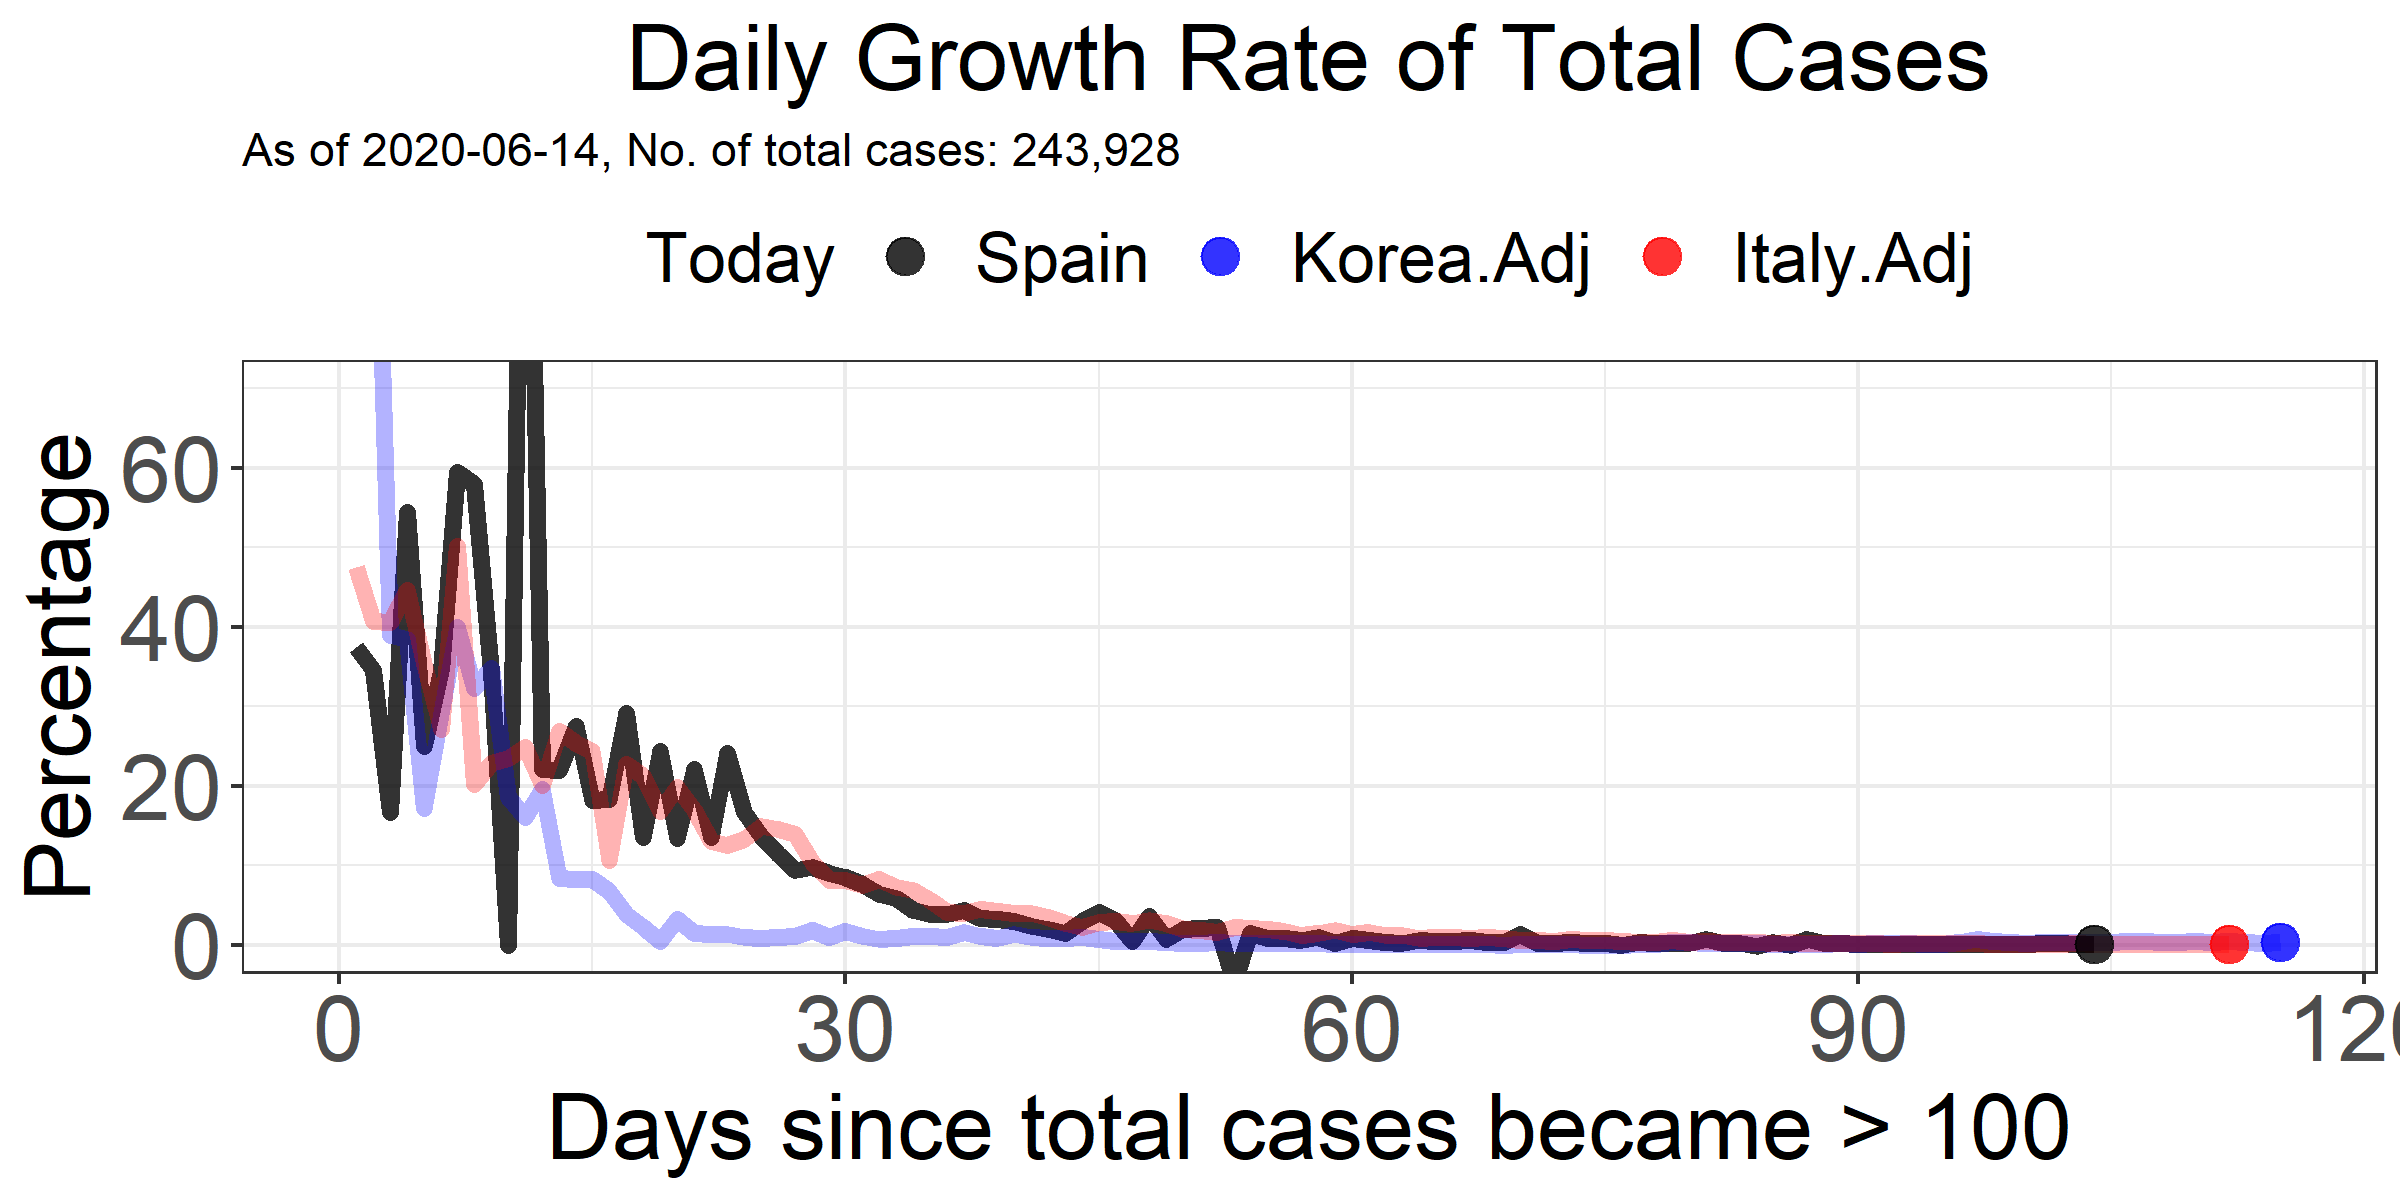 Daily Growth Rate of Total Cases
As of 2020-06-14, No. of total cases: 243,928
Today Spain Korea.Adj Italy.Adj
Percentage
60
40
20
0
0 30 60 90 120
Days since total cases became > 100